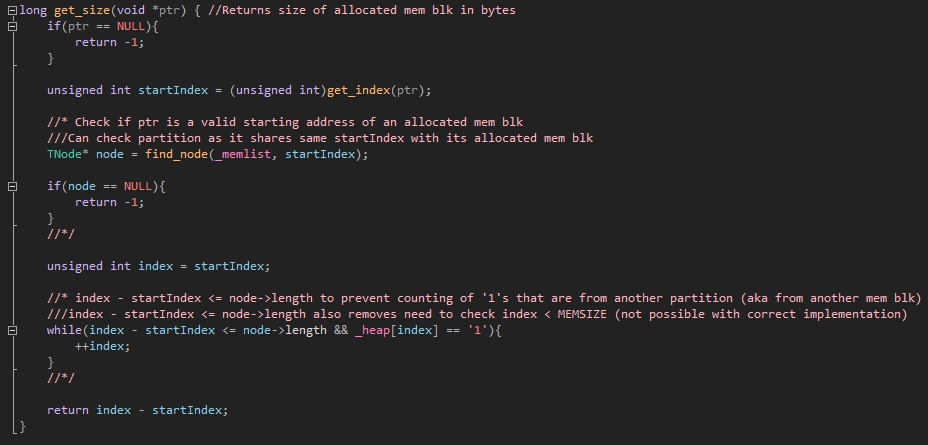 long get_size(void *ptr) { //Returns size of allocated mem blk in bytes
if(ptr == NULL){
return -1;
}
unsigned int startIndex = (unsigned int)get_index(ptr);
//* Check if ptr is a valid starting address of an allocated mem blk
///Can check partition as it shares same startIndex with its allocated mem blk
TNode* node = find_node(_memlist, startIndex);
if(node == NULL){
return -1;
}
//*/
unsigned int index = startIndex;
//* index - startIndex <= node->length to prevent counting of '1's that are from another partition (aka from another mem blk)
///index - startIndex <= node->length also removes need to check index < MEMSIZE (not possible with correct implementation)
while(index - startIndex <= node->length && _heap[index] == '1'){
++index;
}
//*/
return index - startIndex;
}